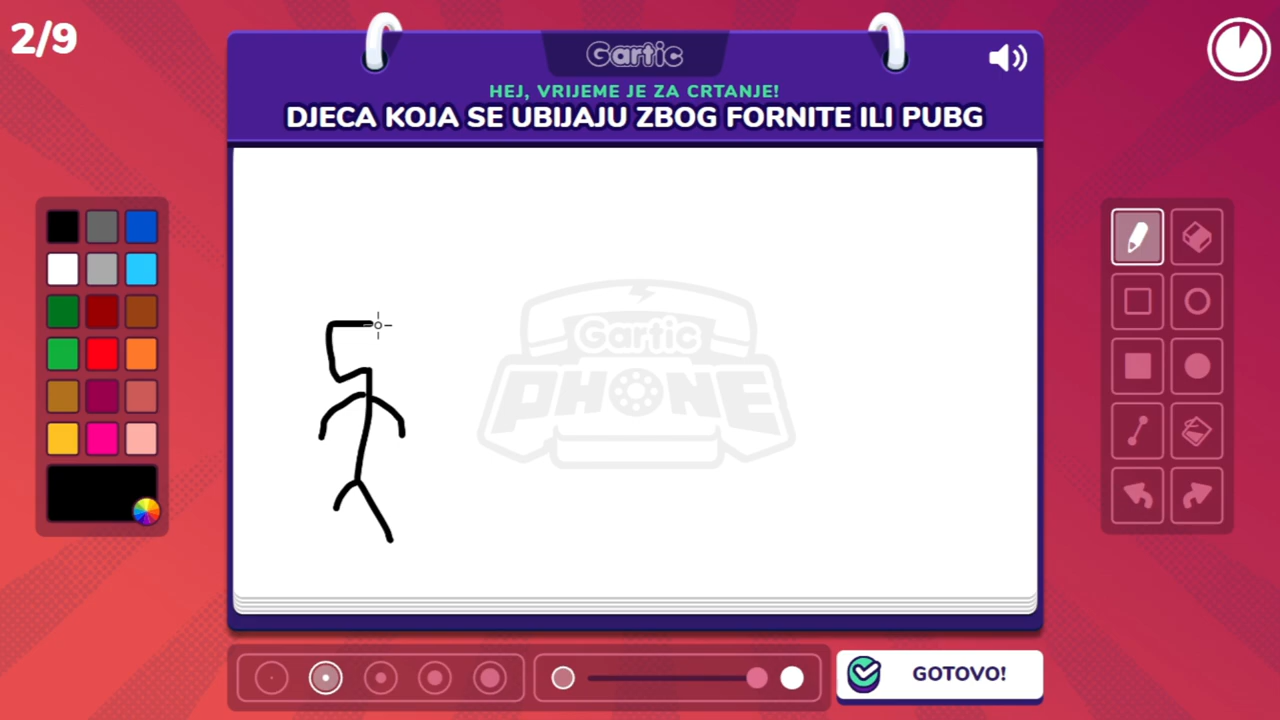 2/9
Gartic
HEJ, VRIJEME JE ZA CRTANJE!
DJECA KOJA SE UBIJAJU ZBOG FORNITE ILI PUBG
Gartic
PHONE
GOTOVO!